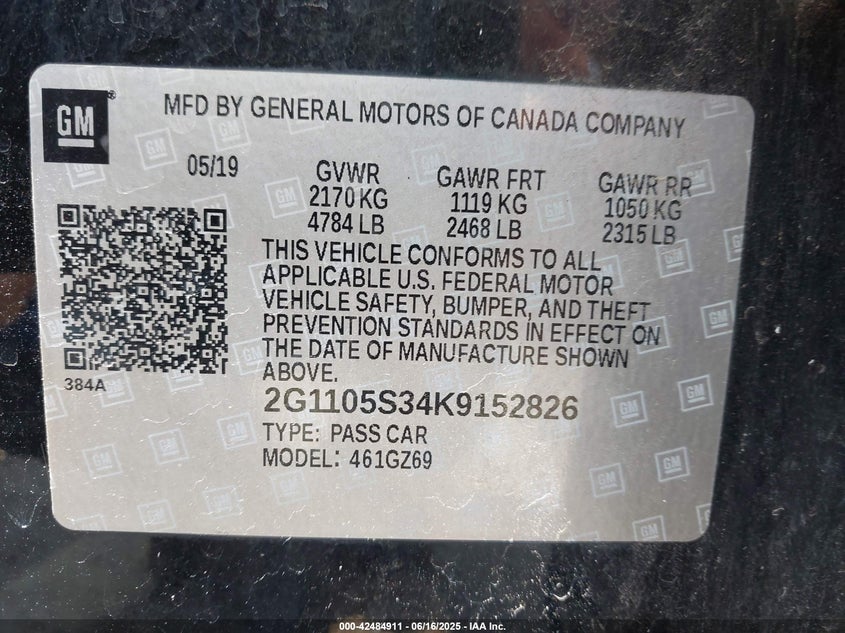 GM
MFD BY GENERAL MOTORS OF CANADA COMPANY
05/19 GVWR GAWR FRT GAWR RR
2170 KG 1119 KG 1050 KG
4784 LB 2468 LB 2315 LB
THIS VEHICLE CONFORMS TO ALL
APPLICABLE U.S. FEDERAL MOTOR
VEHICLE SAFETY, BUMPER, AND THEFT
PREVENTION STANDARDS IN EFFECT ON
THE DATE OF MANUFACTURE SHOWN
ABOVE.
384A
2G1105S34K9152826
TYPE: PASS CAR
MODEL: 461GZ69
000-42484911 - 06/16/2025 - IAA Inc.